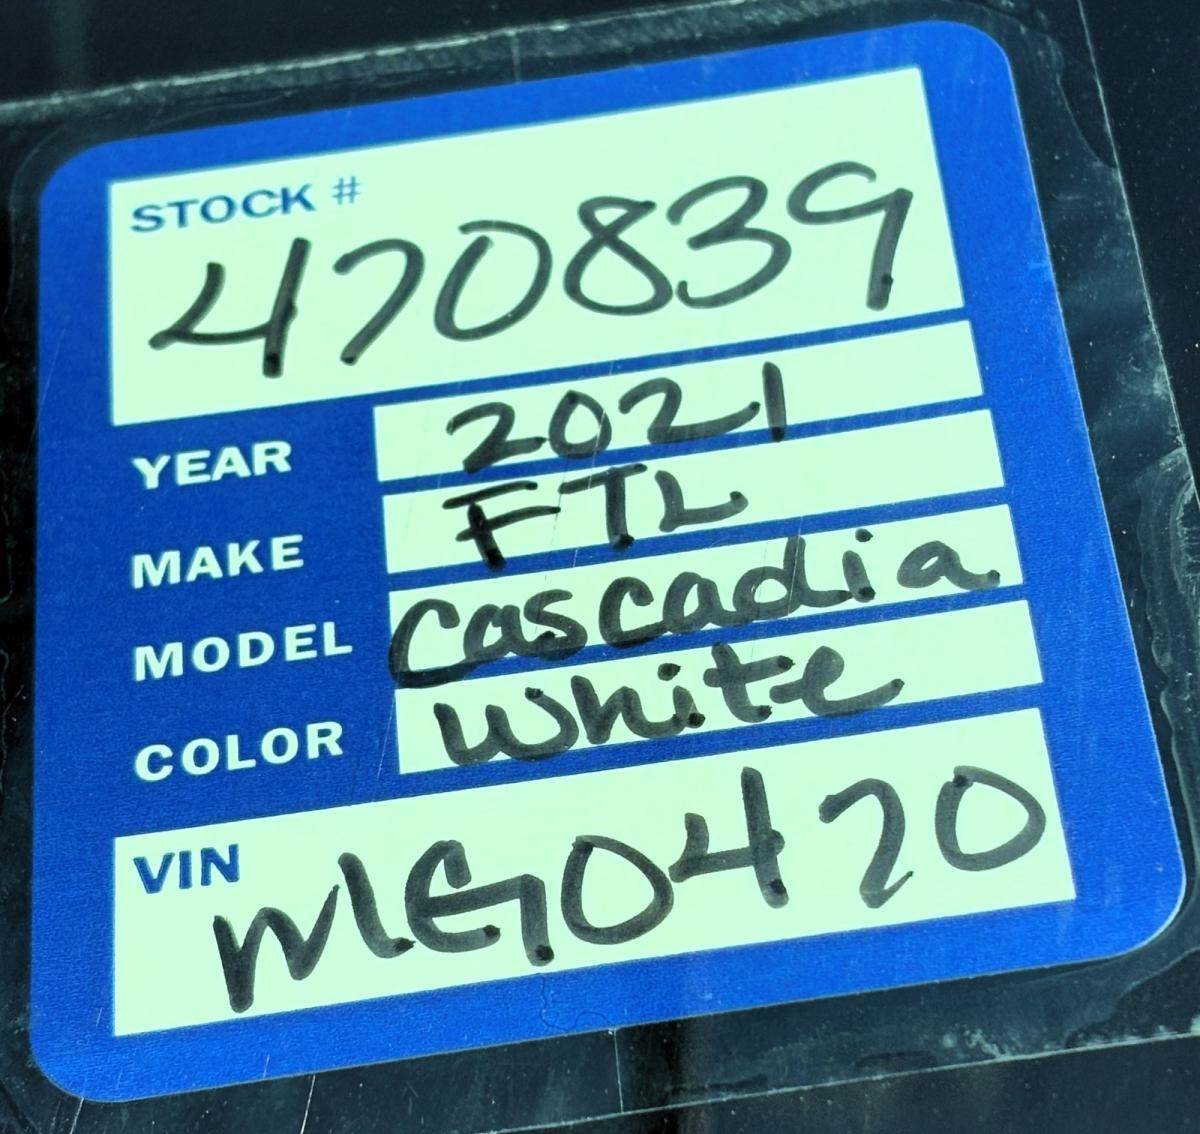 STOCK #
470839
YEAR 2021
MAKE FTL
MODEL Cascadia
COLOR White
VIN
MG0420